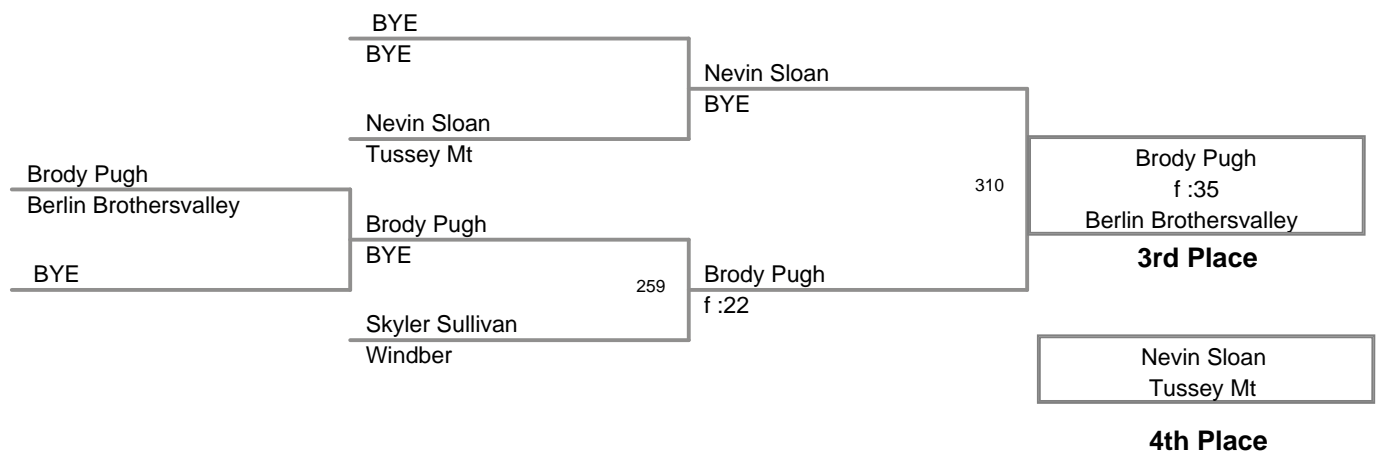 BYE
BYE
Nevin Sloan
BYE
Nevin Sloan
Tussey Mt
Brody Pugh
Berlin Brothersvalley
310
Brody Pugh
f :35
Berlin Brothersvalley
3rd Place
Brody Pugh
BYE
BYE
259
Brody Pugh
f :22
Skyler Sullivan
Windber
Nevin Sloan
Tussey Mt
4th Place